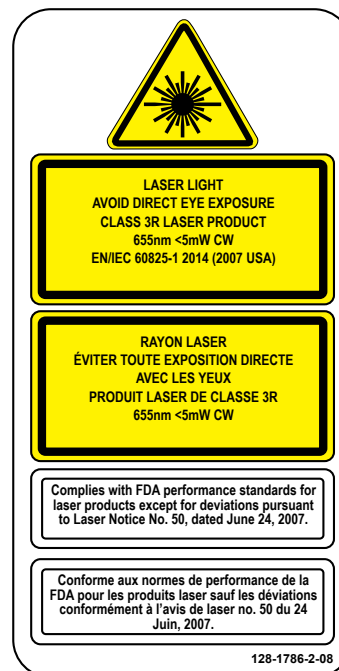 LASER LIGHT
AVOID DIRECT EYE EXPOSURE
CLASS 3R LASER PRODUCT
655nm <5mW CW
EN/IEC 60825-1 2014 (2007 USA)
RAYON LASER
ÉVITER TOUTE EXPOSITION DIRECTE
AVEC LES YEUX
PRODUIT LASER DE CLASSE 3R
655nm <5mW CW
Complies with FDA performance standards for
laser products except for deviations pursuant
to Laser Notice No. 50, dated June 24, 2007.
Conforme aux normes de performance de la
FDA pour les produits laser sauf les déviations
conformément à l'avis de laser no. 50 du 24
Juin, 2007.
128-1786-2-08